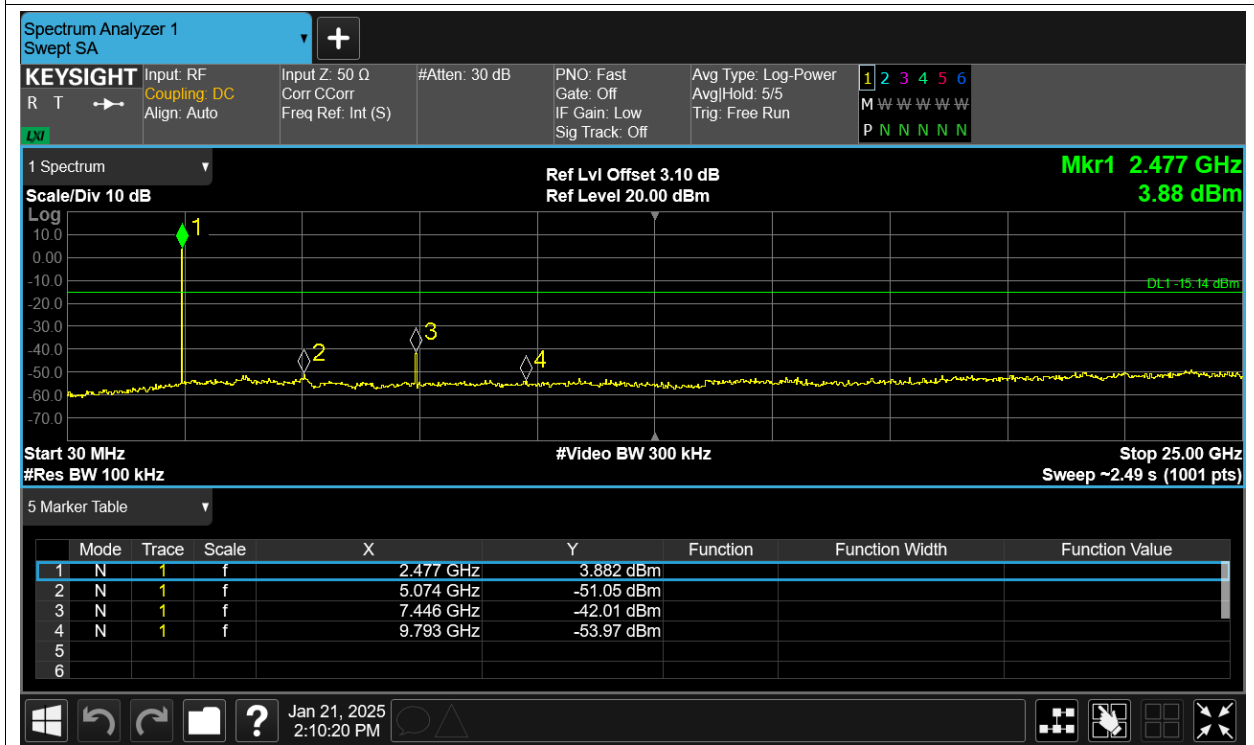 Spectrum Analyzer 1
Swept SA
KEYSIGHT
R T
LXI
Input: RF
Coupling: DC
Align: Auto
Input Z: 50 Ω
Corr CCorr
Freq Ref: Int (S)
#Atten: 30 dB
PNO: Fast
Gate: Off
IF Gain: Low
Sig Track: Off
Avg Type: Log-Power
Avg|Hold: 5/5
Trig: Free Run
1 2 3 4 5 6
M W W W W W
P N N N N N
1 Spectrum
Scale/Div 10 dB
Ref Lvl Offset 3.10 dB
Ref Level 20.00 dBm
Mkr1 2.477 GHz
3.88 dBm
Log
10.0
0.00
-10.0
-20.0
-30.0
-40.0
-50.0
-60.0
-70.0
1
2
3
4
DL1 -15.14 dBm
Start 30 MHz
#Res BW 100 kHz
#Video BW 300 kHz
Stop 25.00 GHz
Sweep ~2.49 s (1001 pts)
5 Marker Table
Mode Trace Scale X Y Function Function Width Function Value
1 N 1 f 2.477 GHz 3.882 dBm
2 N 1 f 5.074 GHz -51.05 dBm
3 N 1 f 7.446 GHz -42.01 dBm
4 N 1 f 9.793 GHz -53.97 dBm
5
6
?
Jan 21, 2025
2:10:20 PM